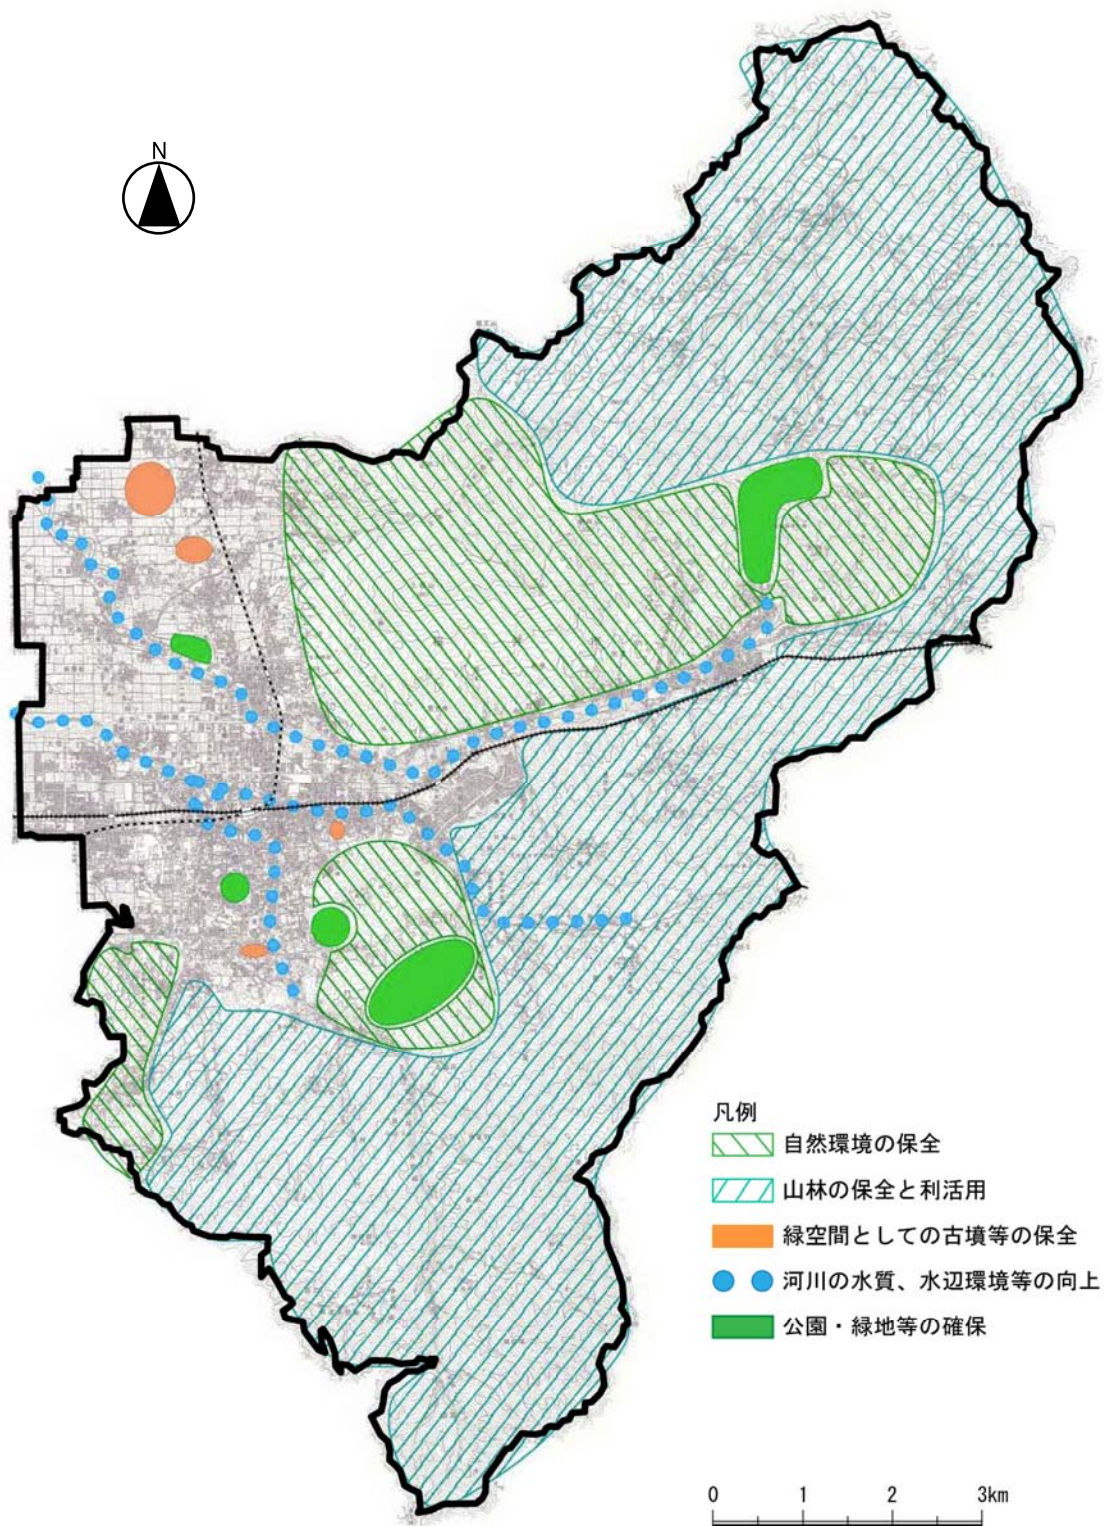 N
凡例
自然環境の保全
山林の保全と利活用
緑空間としての古墳等の保全
河川の水質、水辺環境等の向上
公園・緑地等の確保
0 1 2 3km